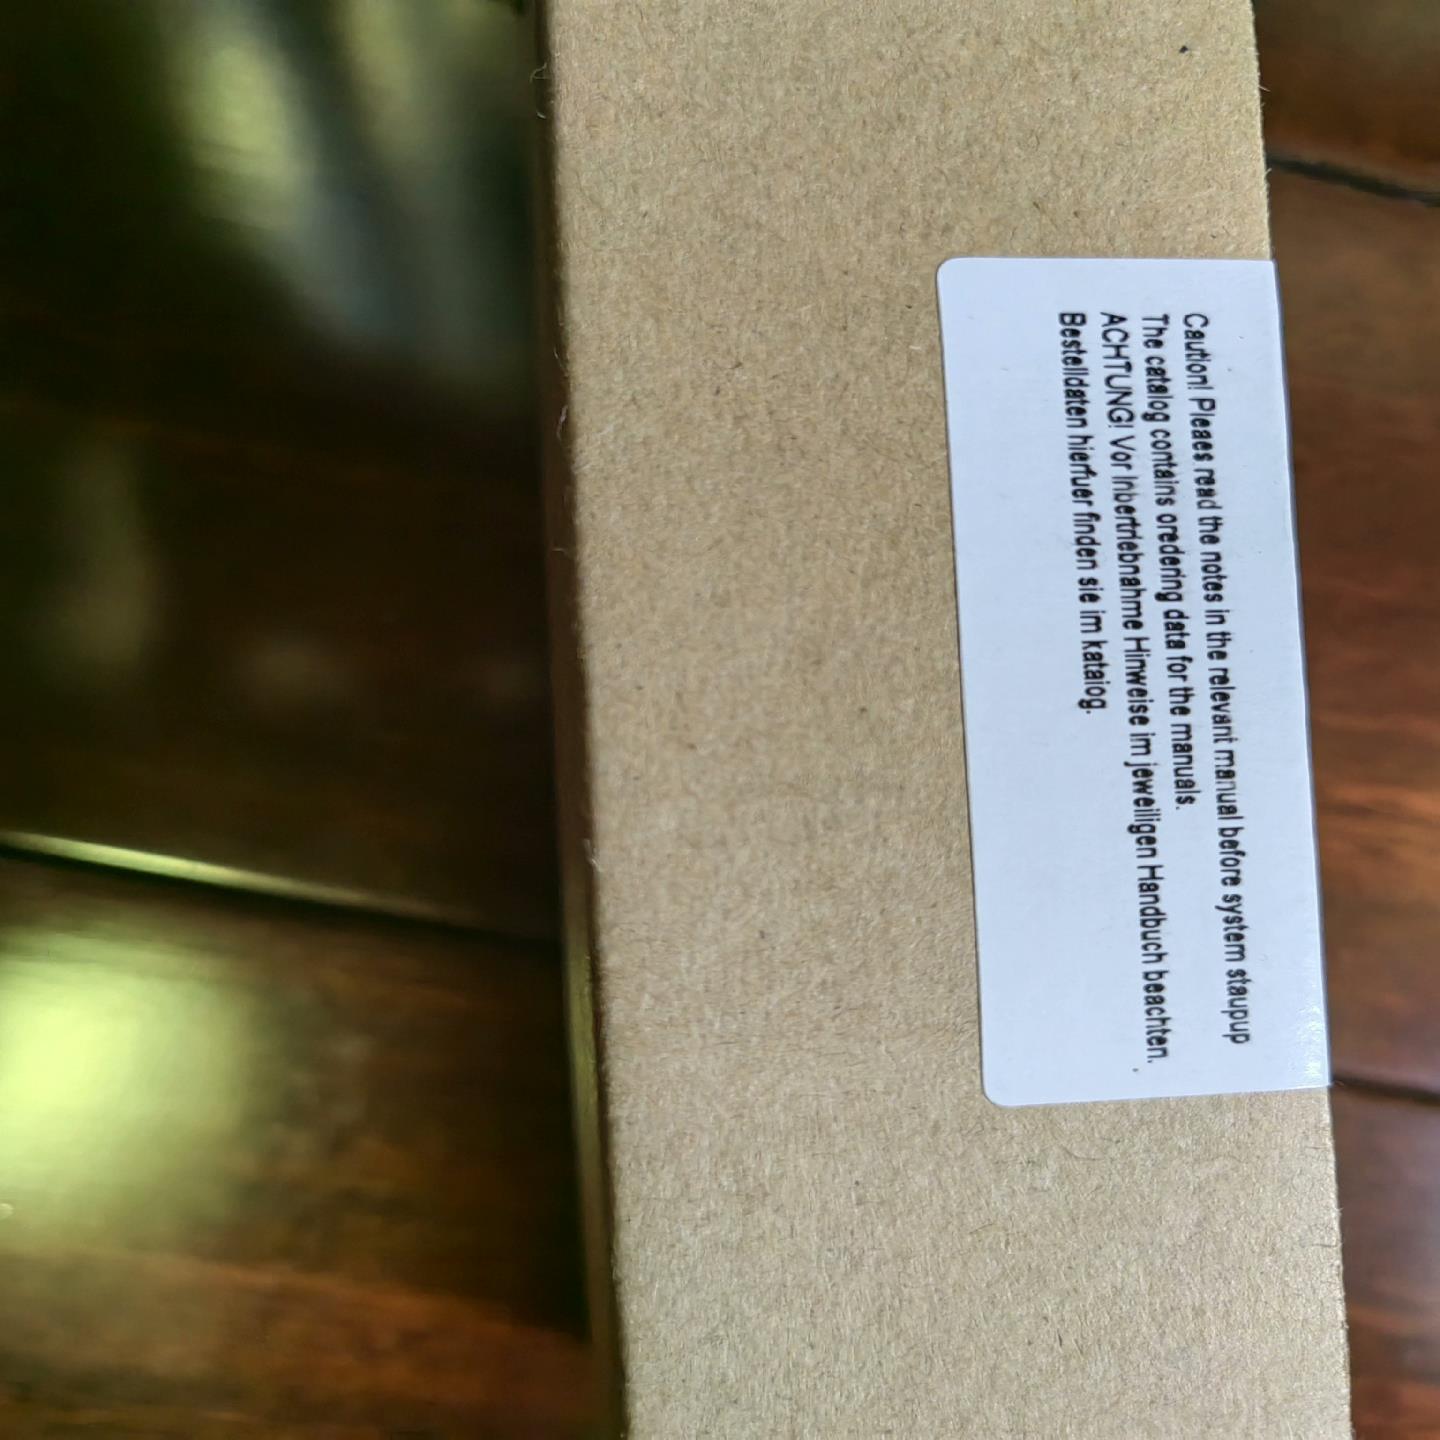 Caution! Pleaes read the notes in the relevant manual before system staupup
The catalog contains oredering data for the manuals.
ACHTUNG! Vor Inbertriebnahme Hinweise im jeweiligen Handbuch beachten.
Bestelldaten hierfuer finden sie im kataiog.